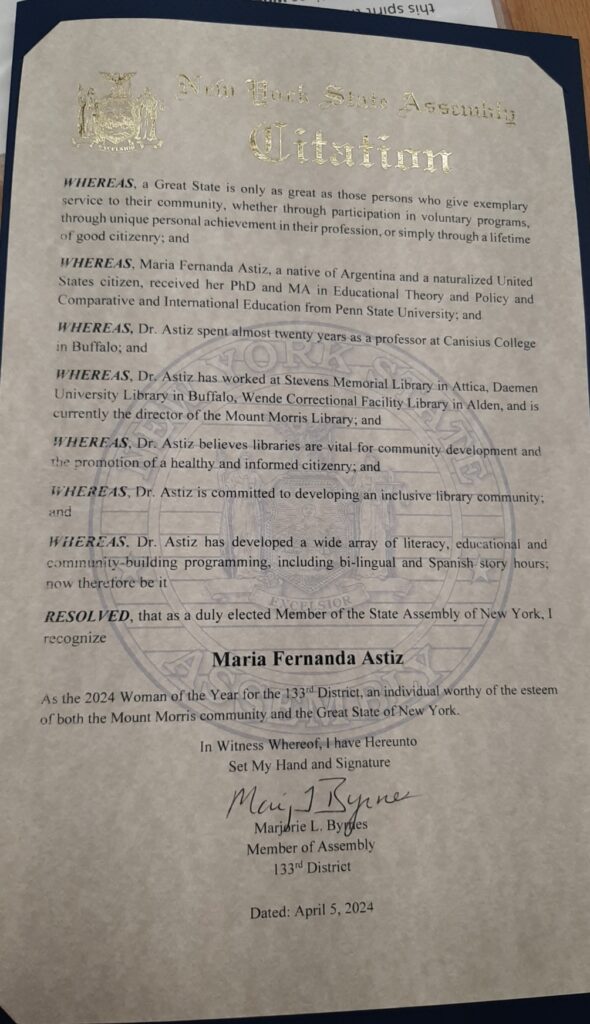 this spirit
New York State Assembly
Citation
EXCELSIOR
WHEREAS, a Great State is only as great as those persons who give exemplary
service to their community, whether through participation in voluntary programs,
through unique personal achievement in their profession, or simply through a lifetime
of good citizenry; and
WHEREAS, Maria Fernanda Astiz, a native of Argentina and a naturalized United
States citizen, received her PhD and MA in Educational Theory and Policy and
Comparative and International Education from Penn State University; and
WHEREAS, Dr. Astiz spent almost twenty years as a professor at Canisius College
in Buffalo; and
WHEREAS, Dr. Astiz has worked at Stevens Memorial Library in Attica, Daemen
University Library in Buffalo, Wende Correctional Facility Library in Alden, and is
currently the director of the Mount Morris Library; and
WHEREAS, Dr. Astiz believes libraries are vital for community development and
the promotion of a healthy and informed citizenry; and
WHEREAS, Dr. Astiz is committed to developing an inclusive library community;
and
WHEREAS, Dr. Astiz has developed a wide array of literacy, educational and
community-building programming, including bi-lingual and Spanish story hours;
now therefore be it
RESOLVED, that as a duly elected Member of the State Assembly of New York, I
recognize
Maria Fernanda Astiz
As the 2024 Woman of the Year for the 133rd District, an individual worthy of the esteem
of both the Mount Morris community and the Great State of New York.
In Witness Whereof, I have Hereunto
Set My Hand and Signature
Marjorie L. Byrnes
Member of Assembly
133rd District
Dated: April 5, 2024
NEW YORK STATE
EXCELSIOR
ASSEMBLY